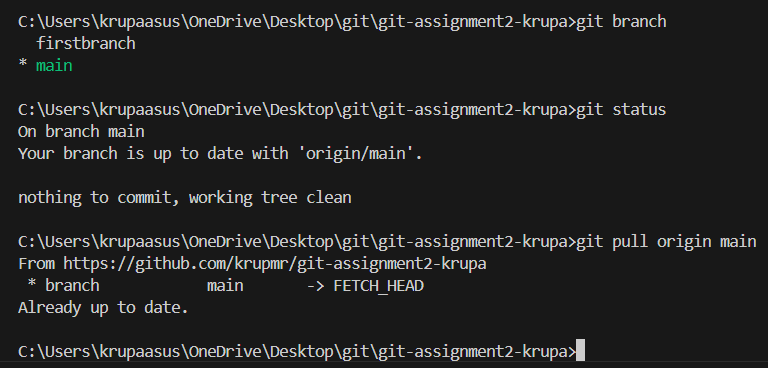 C:\Users\krupaasus\OneDrive\Desktop\git\git-assignment2-krupa>git branch
  firstbranch
* main
C:\Users\krupaasus\OneDrive\Desktop\git\git-assignment2-krupa>git status
On branch main
Your branch is up to date with 'origin/main'.
nothing to commit, working tree clean
C:\Users\krupaasus\OneDrive\Desktop\git\git-assignment2-krupa>git pull origin main
From https://github.com/krupmr/git-assignment2-krupa
 * branch            main       -> FETCH_HEAD
Already up to date.
C:\Users\krupaasus\OneDrive\Desktop\git\git-assignment2-krupa>